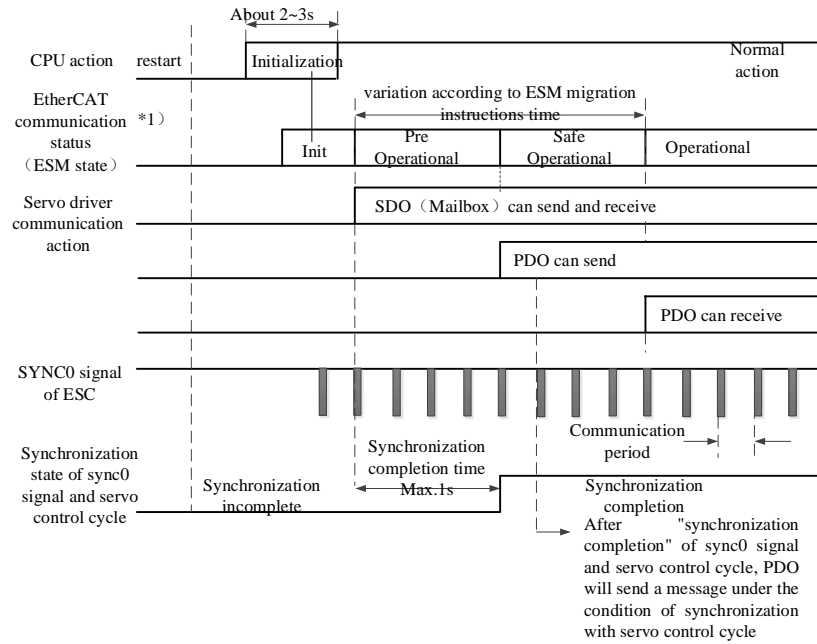 About 2~3s
CPU action
restart
Initialization
Normal
action
EtherCAT
communication
status
（ESM state）
*1）
variation according to ESM migration
instructions time
Init
Pre
Operational
Safe
Operational
Operational
Servo driver
communication
action
SDO（Mailbox）can send and receive
PDO can send
PDO can receive
SYNC0 signal
of ESC
Communication
period
Synchronization
state of sync0
signal and servo
control cycle
Synchronization
incomplete
Synchronization
completion time
Max.1s
Synchronization
completion
After "synchronization
completion" of sync0 signal
and servo control cycle, PDO
will send a message under the
condition of synchronization
with servo control cycle